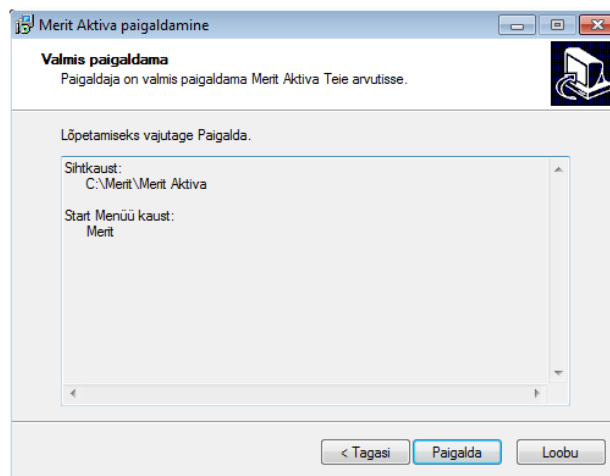 Merit Aktiva paigaldamine
Valmis paigaldama
Paigaldaja on valmis paigaldama Merit Aktiva Teie arvutisse.
Lõpetamiseks vajutage Paigalda.
Sihtkaust:
C:\Merit\Merit Aktiva
Start Menüü kaust:
Merit
< Tagasi
Paigalda
Loobu